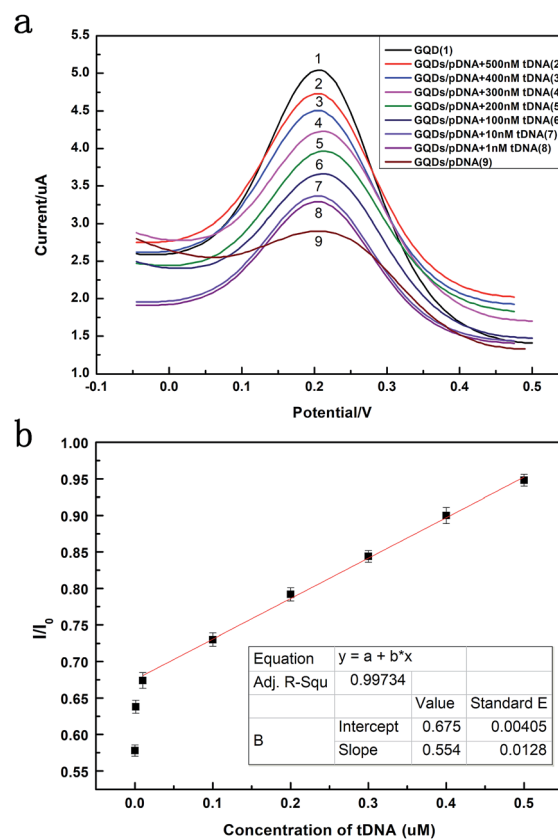 a
5.0
4.5
4.0
3.5
3.0
2.5
2.0
1.5
1.0
Current/uA
-0.1
0.0
0.1
0.2
0.3
0.4
0.5
Potential/V
1
2
3
4
5
6
7
8
9
GQD(1)
GQDs/pDNA+500nM tDNA(2
GQDs/pDNA+400nM tDNA(3
GQDs/pDNA+300nM tDNA(4
GQDs/pDNA+200nM tDNA(5
GQDs/pDNA+100nM tDNA(6
GQDs/pDNA+10nM tDNA(7)
GQDs/pDNA+1nM tDNA(8)
GQDs/pDNA(9)
b
1.00
0.95
0.90
0.85
0.80
0.75
0.70
0.65
0.60
0.55
I/I0
Equation y = a + b*x
Adj. R-Squ 0.99734
Value Standard E
B Intercept 0.675 0.00405
Slope 0.554 0.0128
0.0
0.1
0.2
0.3
0.4
0.5
Concentration of tDNA (uM)